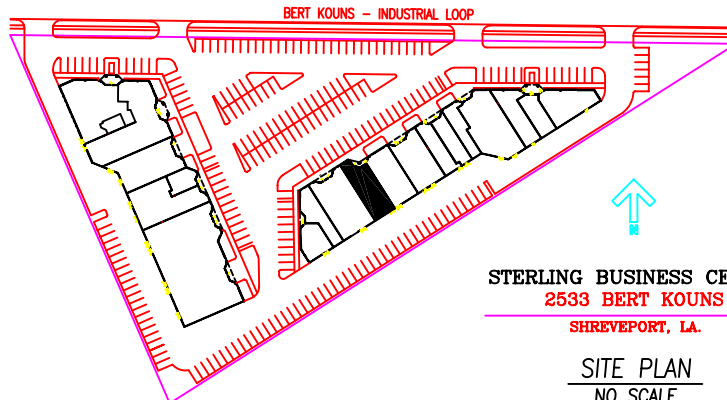 BERT KOUNS - INDUSTRIAL LOOP
N
STERLING BUSINESS CE
2533 BERT KOUNS
SHREVEPORT, LA.
SITE PLAN
NO SCALE